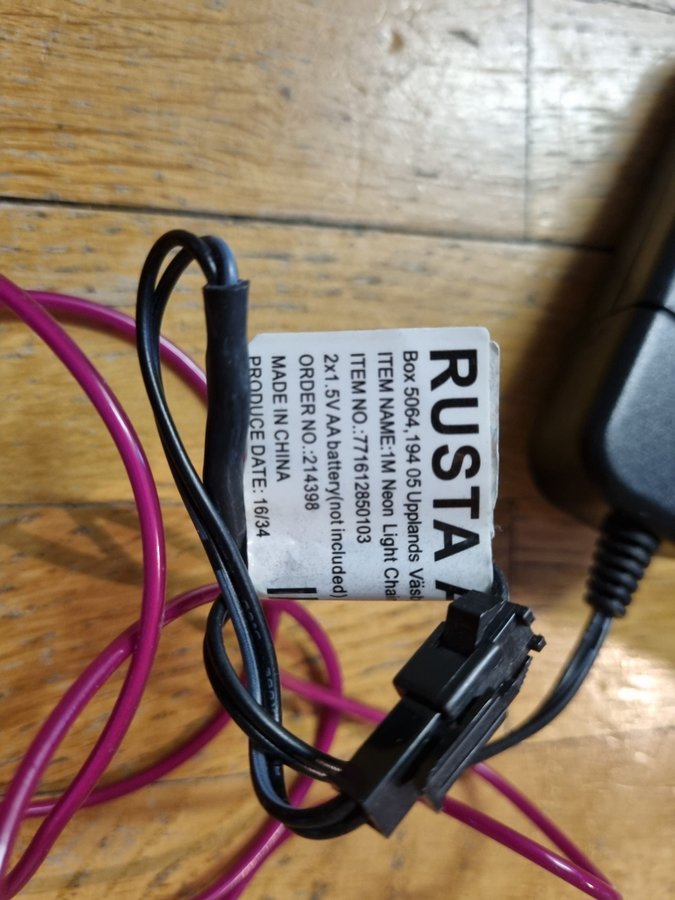 RUSTA
Box 5064,194 05 Upplands
ITEM NAME:1M Neon Light
ITEM NO.:771612850103
2x1.5V AA battery(not included)
ORDER NO.:214398
MADE IN CHINA
PRODUCE DATE: 16/34